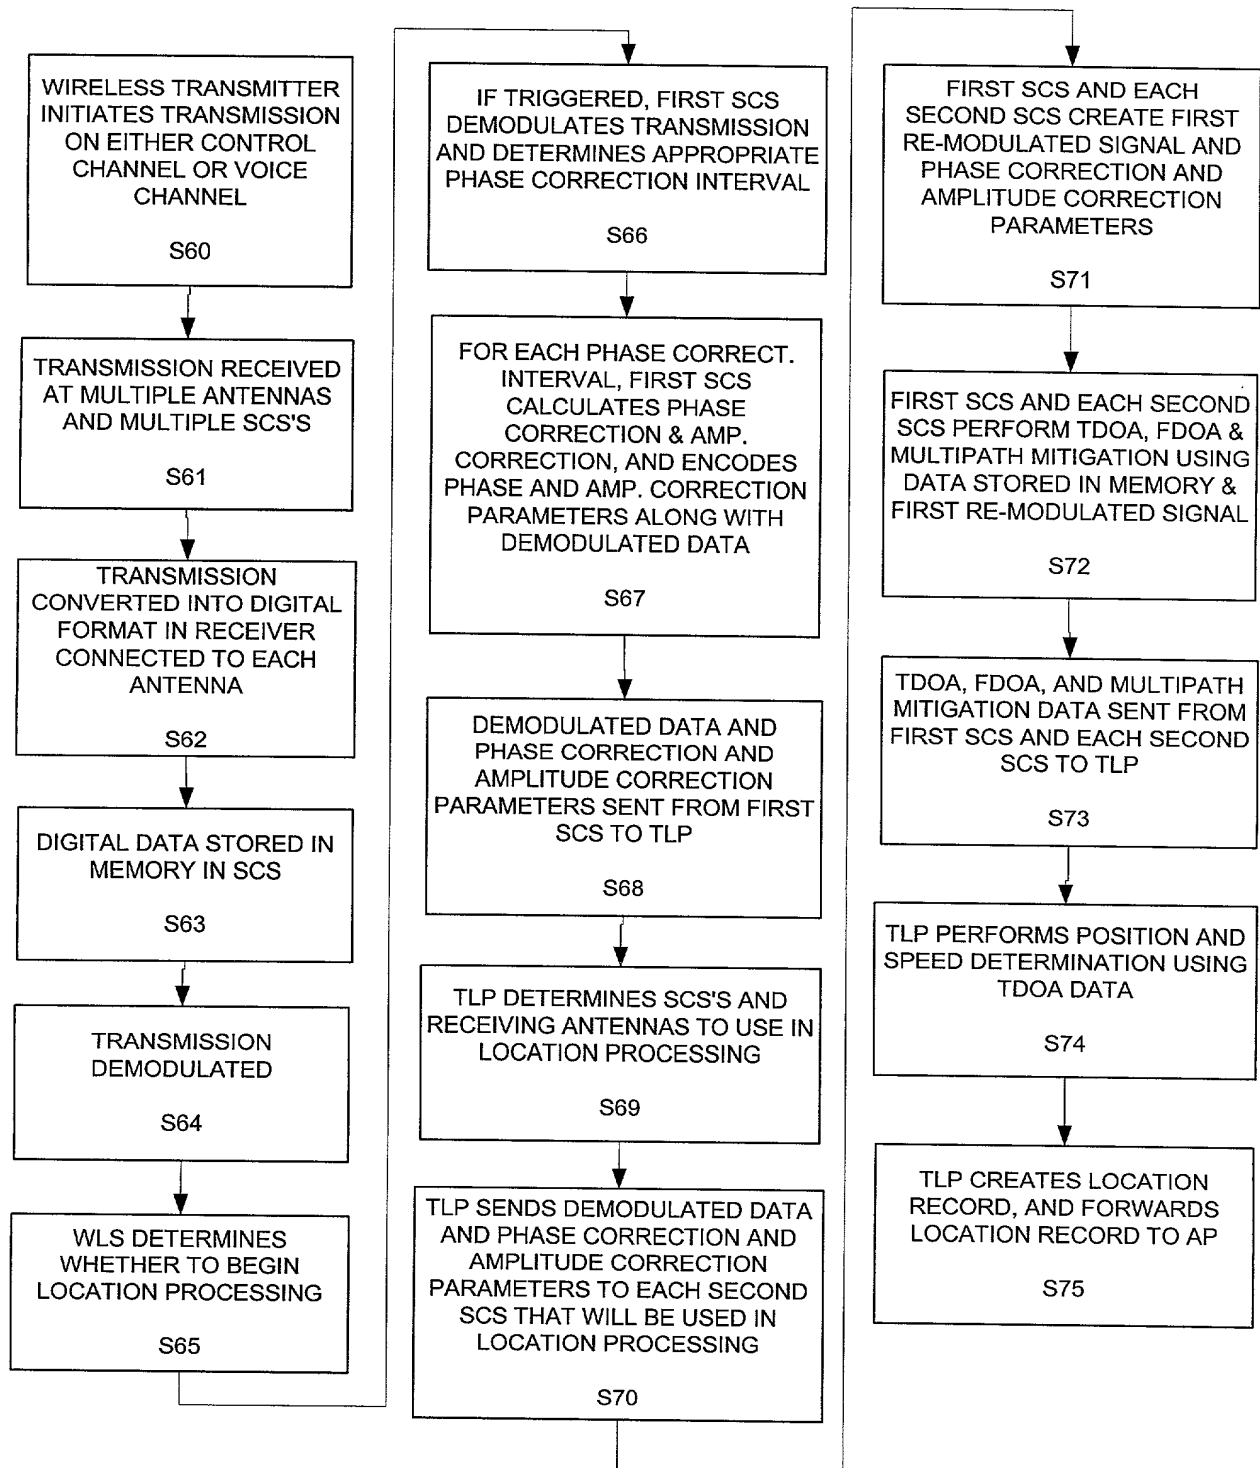 WIRELESS TRANSMITTER
INITIATES TRANSMISSION
ON EITHER CONTROL
CHANNEL OR VOICE
CHANNEL
S60
TRANSMISSION RECEIVED
AT MULTIPLE ANTENNAS
AND MULTIPLE SCS'S
S61
TRANSMISSION
CONVERTED INTO DIGITAL
FORMAT IN RECEIVER
CONNECTED TO EACH
ANTENNA
S62
DIGITAL DATA STORED IN
MEMORY IN SCS
S63
TRANSMISSION
DEMODULATED
S64
WLS DETERMINES
WHETHER TO BEGIN
LOCATION PROCESSING
S65
IF TRIGGERED, FIRST SCS
DEMODULATES TRANSMISSION
AND DETERMINES APPROPRIATE
PHASE CORRECTION INTERVAL
S66
FOR EACH PHASE CORRECT.
INTERVAL, FIRST SCS
CALCULATES PHASE
CORRECTION & AMP.
CORRECTION, AND ENCODES
PHASE AND AMP. CORRECTION
PARAMETERS ALONG WITH
DEMODULATED DATA
S67
DEMODULATED DATA AND
PHASE CORRECTION AND
AMPLITUDE CORRECTION
PARAMETERS SENT FROM FIRST
SCS TO TLP
S68
TLP DETERMINES SCS'S AND
RECEIVING ANTENNAS TO USE IN
LOCATION PROCESSING
S69
TLP SENDS DEMODULATED DATA
AND PHASE CORRECTION AND
AMPLITUDE CORRECTION
PARAMETERS TO EACH SECOND
SCS THAT WILL BE USED IN
LOCATION PROCESSING
S70
FIRST SCS AND EACH
SECOND SCS CREATE FIRST
RE-MODULATED SIGNAL AND
PHASE CORRECTION AND
AMPLITUDE CORRECTION
PARAMETERS
S71
FIRST SCS AND EACH SECOND
SCS PERFORM TDOA, FDOA &
MULTIPATH MITIGATION USING
DATA STORED IN MEMORY &
FIRST RE-MODULATED SIGNAL
S72
TDOA, FDOA, AND MULTIPATH
MITIGATION DATA SENT FROM
FIRST SCS AND EACH SECOND
SCS TO TLP
S73
TLP PERFORMS POSITION AND
SPEED DETERMINATION USING
TDOA DATA
S74
TLP CREATES LOCATION
RECORD, AND FORWARDS
LOCATION RECORD TO AP
S75